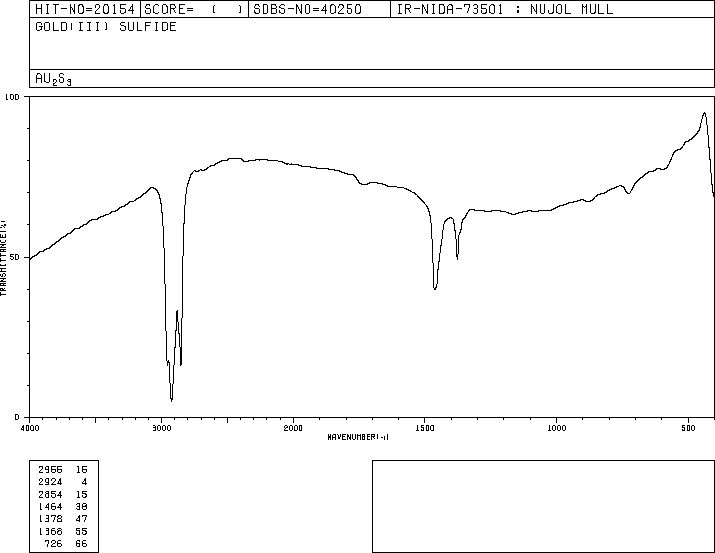 HIT-NO=20154 SCORE= ( ) SDBS-NO=40250 IR-NIDA-73501 : NUJOL MULL
GOLD(III) SULFIDE
AU2S3
100
50
0
TRANSMITTANCE(%)
4000 3000 2000 1500 1000 500
WAVENUMBER(-1)
2966 16
2924 4
2854 15
1464 38
1378 47
1366 55
726 66